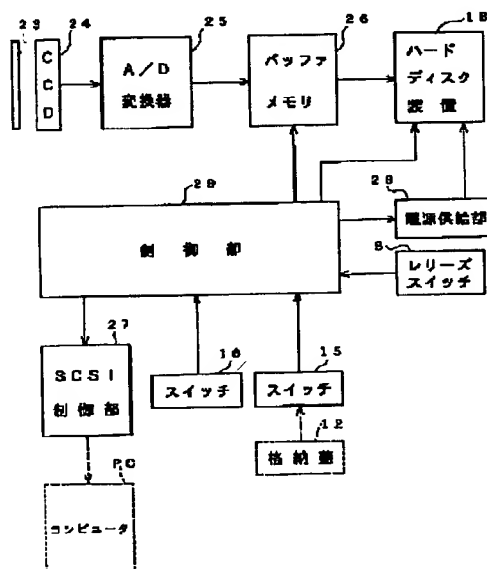 23
24
25
26
18
C
C
D
A/D
変換器
バッファ
メモリ
ハード
ディスク
装置
29
制御部
28
電源供給部
8
レリーズ
スイッチ
27
SCSI
制御部
16
スイッチ
15
スイッチ
12
格納蓋
PC
コンピュータ